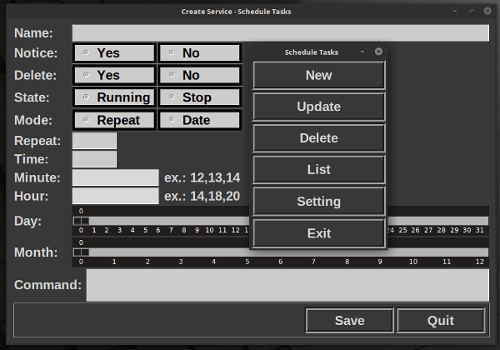 Create Service - Schedule Tasks
Name:
Notice: Yes No
Delete: Yes No
State: Running Stop
Mode: Repeat Date
Repeat:
Time:
Minute: ex.: 12,13,14
Hour: ex.: 14,18,20
0
Day:
0 1 2 3 4 5 6 7 8 9 10 11 12 13 24 25 26 27 28 29 30 31
0
Month:
0 1 2 3 4 5 6 7 8 9 10 11 12
Command:
Save Quit
Schedule Tasks
New
Update
Delete
List
Setting
Exit